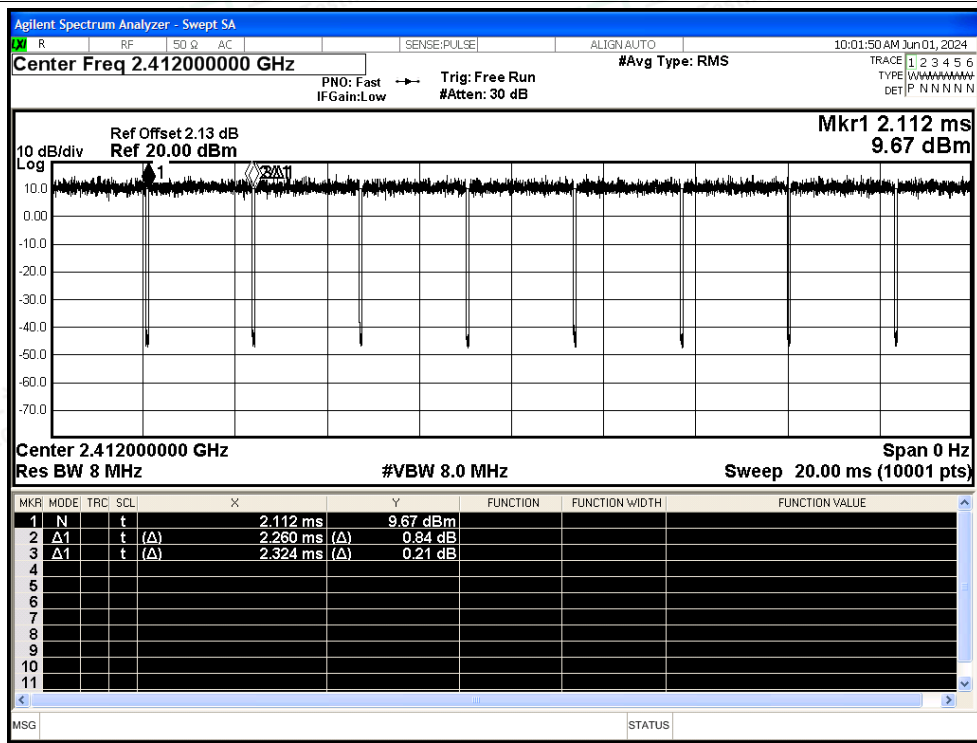 Agilent Spectrum Analyzer - Swept SA
LXI R RF 50 Ω AC SENSE:PULSE ALIGN AUTO 10:01:50 AM Jun 01, 2024
Center Freq 2.412000000 GHz #Avg Type: RMS TRACE 1 2 3 4 5 6
PNO: Fast Trig: Free Run TYPE WWWWWW
IFGain:Low #Atten: 30 dB DET P N N N N N
Mkr1 2.112 ms
Ref Offset 2.13 dB
10 dB/div Ref 20.00 dBm 9.67 dBm
Log
1
10.0
0.00
-10.0
-20.0
-30.0
-40.0
-50.0
-60.0
-70.0
Center 2.412000000 GHz Span 0 Hz
Res BW 8 MHz #VBW 8.0 MHz Sweep 20.00 ms (10001 pts)
MKR MODE TRC SCL X Y FUNCTION FUNCTION WIDTH FUNCTION VALUE
1 N t 2.112 ms 9.67 dBm
2 Δ1 t (Δ) 2.260 ms (Δ) 0.84 dB
3 Δ1 t (Δ) 2.324 ms (Δ) 0.21 dB
4
5
6
7
8
9
10
11
MSG STATUS